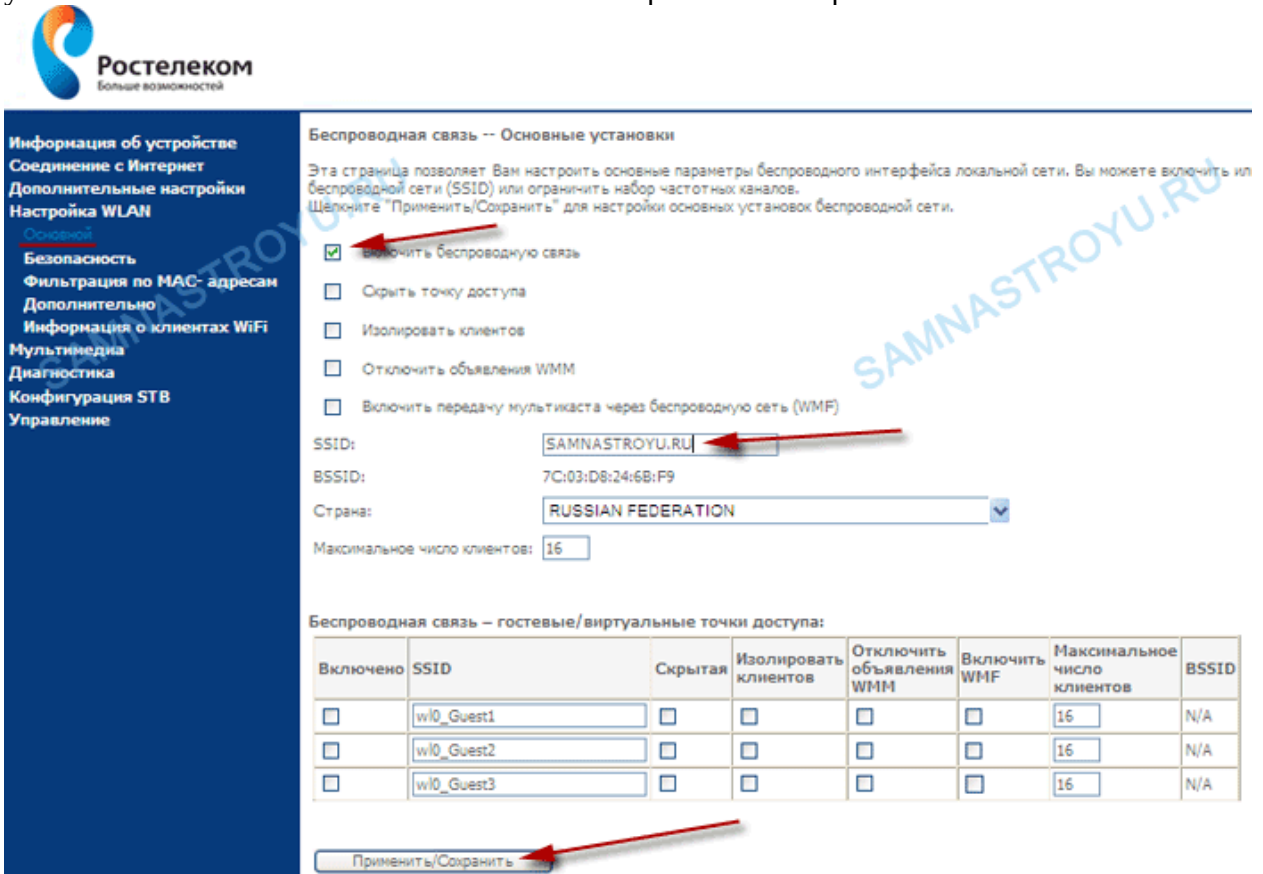 Ростелеком
Больше возможностей
Информация об устройстве
Соединение с Интернет
Дополнительные настройки
Настройка WLAN
Основной
Безопасность
Фильтрация по MAC- адресам
Дополнительно
Информация о клиентах WiFi
Мультимедиа
Диагностика
Конфигурация STB
Управление
Беспроводная связь -- Основные установки
Эта страница позволяет Вам настроить основные параметры беспроводного интерфейса локальной сети. Вы можете включить ил
беспроводной сети (SSID) или ограничить набор частотных каналов.
Щелкните "Применить/Сохранить" для настройки основных установок беспроводной сети.
Включить беспроводную связь
Скрыть точку доступа
Изолировать клиентов
Отключить объявления WMM
Включить передачу мультикаста через беспроводную сеть (WMF)
SSID: SAMNASTROYU.RU
BSSID: 7C:03:D8:24:6B:F9
Страна: RUSSIAN FEDERATION
Максимальное число клиентов: 16
Беспроводная связь – гостевые/виртуальные точки доступа:
Включено SSID Скрытая Изолировать клиентов Отключить объявления WMM Включить WMF Максимальное число клиентов BSSID
wl0_Guest1 16 N/A
wl0_Guest2 16 N/A
wl0_Guest3 16 N/A
Применить/Сохранить
SAMNASTROYU.RU
SAMNASTROYU.RU